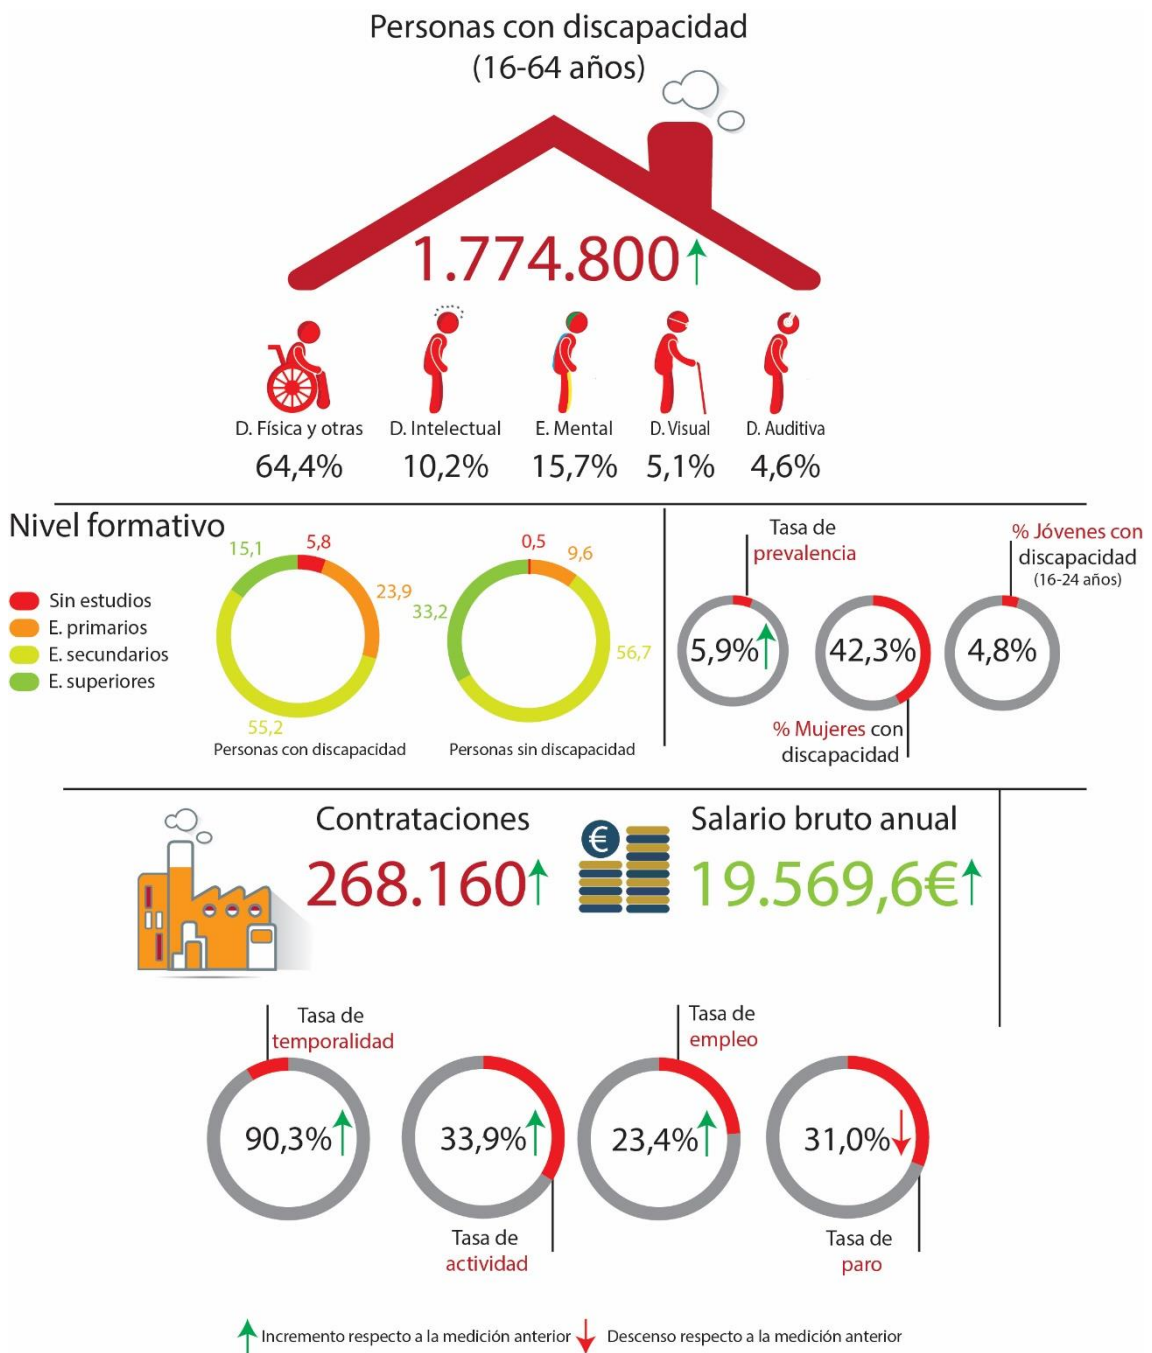 Personas con discapacidad
(16-64 años)
1.774.800
D. Física y otras
64,4%
D. Intelectual
10,2%
E. Mental
15,7%
D. Visual
5,1%
D. Auditiva
4,6%
Nivel formativo
Sin estudios
E. primarios
E. secundarios
E. superiores
15,1
5,8
23,9
55,2
Personas con discapacidad
0,5
9,6
33,2
56,7
Personas sin discapacidad
Tasa de
prevalencia
5,9%
42,3%
% Mujeres con
discapacidad
% Jóvenes con
discapacidad
(16-24 años)
4,8%
Contrataciones
268.160
€
Salario bruto anual
19.569,6€
Tasa de
temporalidad
90,3%
33,9%
Tasa de
actividad
Tasa de
empleo
23,4%
31,0%
Tasa de
paro
Incremento respecto a la medición anterior
Descenso respecto a la medición anterior